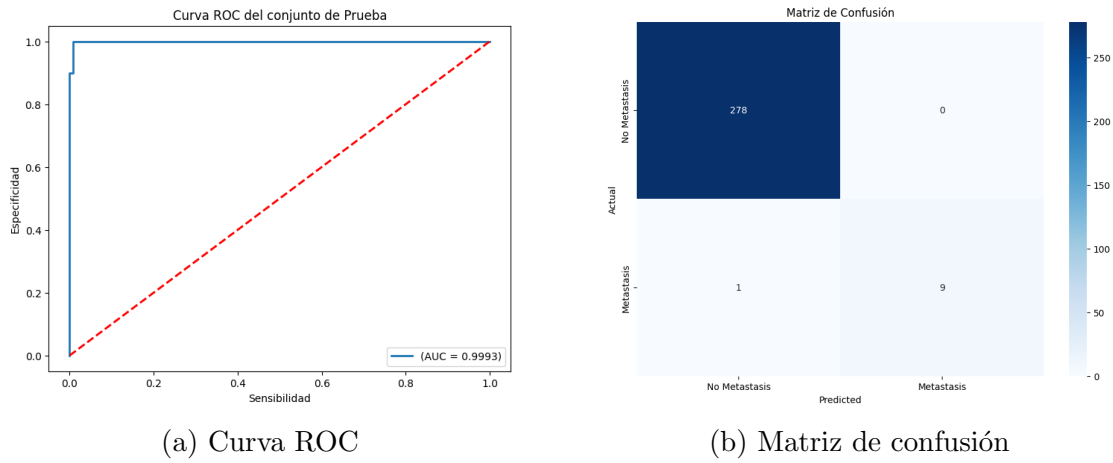 Curva ROC del conjunto de Prueba
1.0
0.8
0.6
0.4
0.2
0.0
Especificidad
0.0 0.2 0.4 0.6 0.8 1.0
Sensibilidad
(AUC = 0.9993)
(a) Curva ROC
Matriz de Confusión
No Metastasis
Metastasis
Actual
278 0
1 9
No Metastasis Metastasis
Predicted
250
200
150
100
50
0
(b) Matriz de confusión